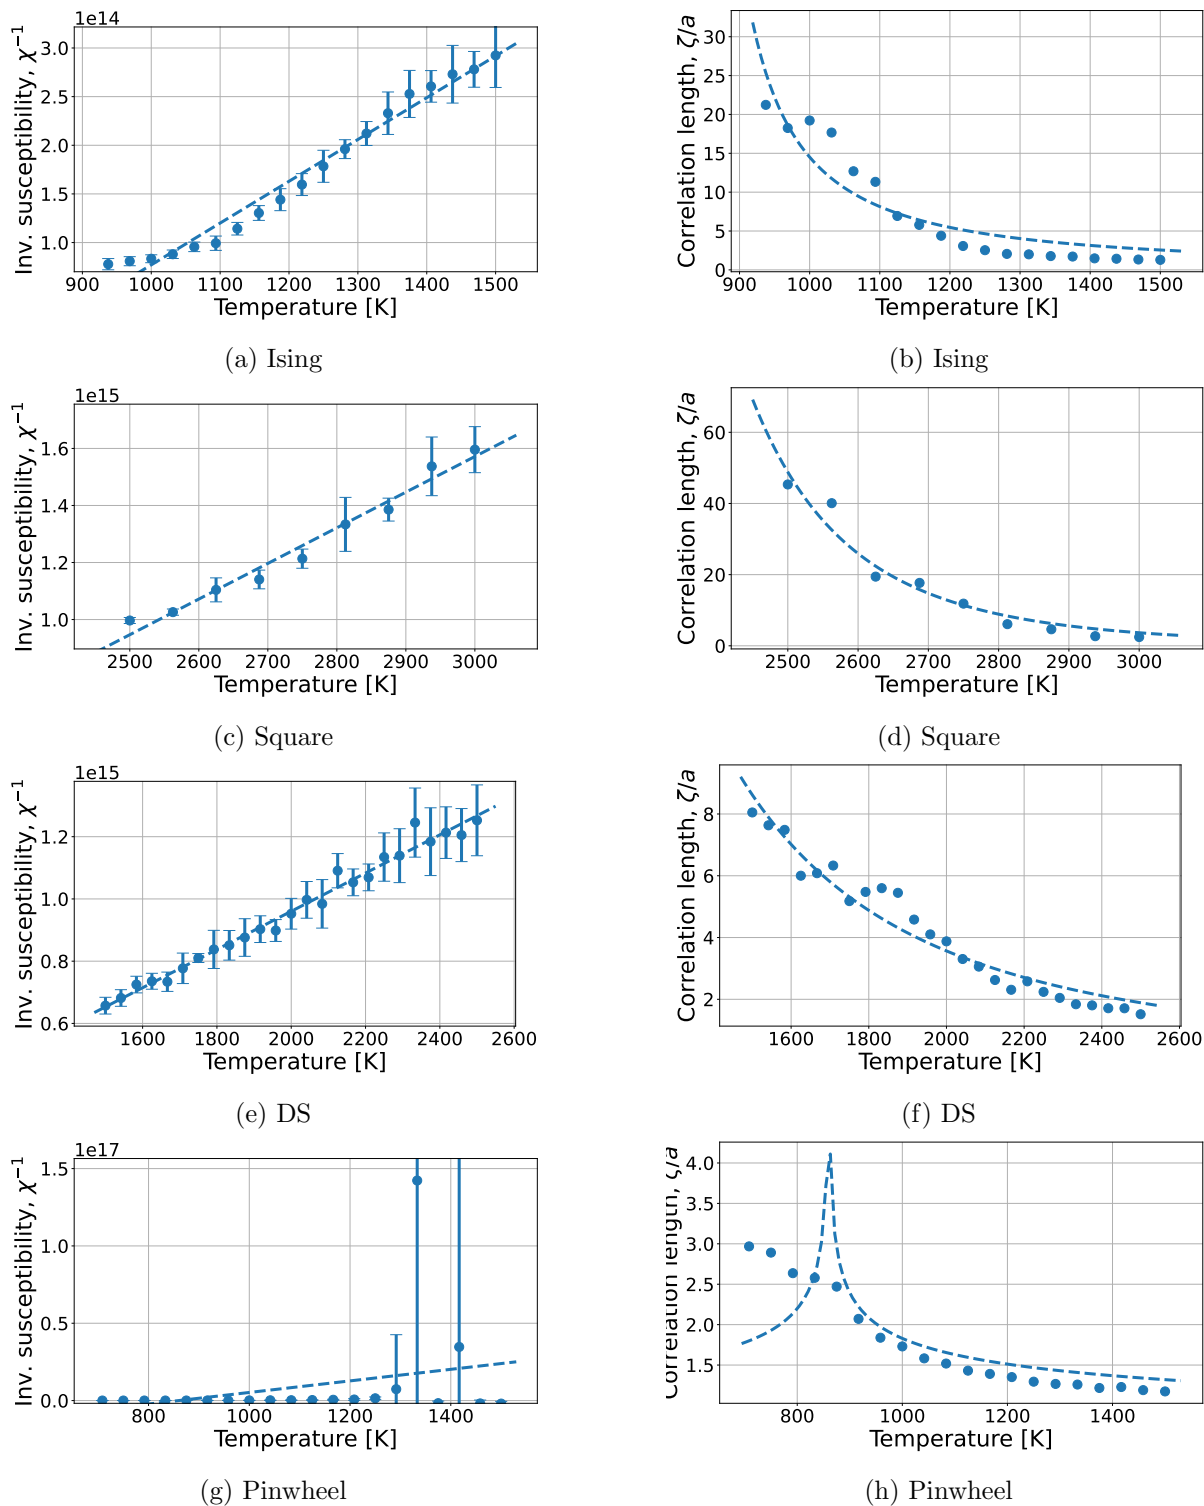 1e14
Inv. susceptibility, χ⁻¹
3.0
2.5
2.0
1.5
1.0
900 1000 1100 1200 1300 1400 1500
Temperature [K]
(a) Ising
Correlation length, ζ/a
30
25
20
15
10
5
0
900 1000 1100 1200 1300 1400 1500
Temperature [K]
(b) Ising
1e15
Inv. susceptibility, χ⁻¹
1.6
1.4
1.2
1.0
2500 2600 2700 2800 2900 3000
Temperature [K]
(c) Square
Correlation length, ζ/a
60
40
20
0
2500 2600 2700 2800 2900 3000
Temperature [K]
(d) Square
1e15
Inv. susceptibility, χ⁻¹
1.2
1.0
0.8
0.6
1600 1800 2000 2200 2400 2600
Temperature [K]
(e) DS
Correlation length, ζ/a
8
6
4
2
1600 1800 2000 2200 2400 2600
Temperature [K]
(f) DS
1e17
Inv. susceptibility, χ⁻¹
1.5
1.0
0.5
0.0
800 1000 1200 1400
Temperature [K]
(g) Pinwheel
Correlation length, ζ/a
4.0
3.5
3.0
2.5
2.0
1.5
800 1000 1200 1400
Temperature [K]
(h) Pinwheel